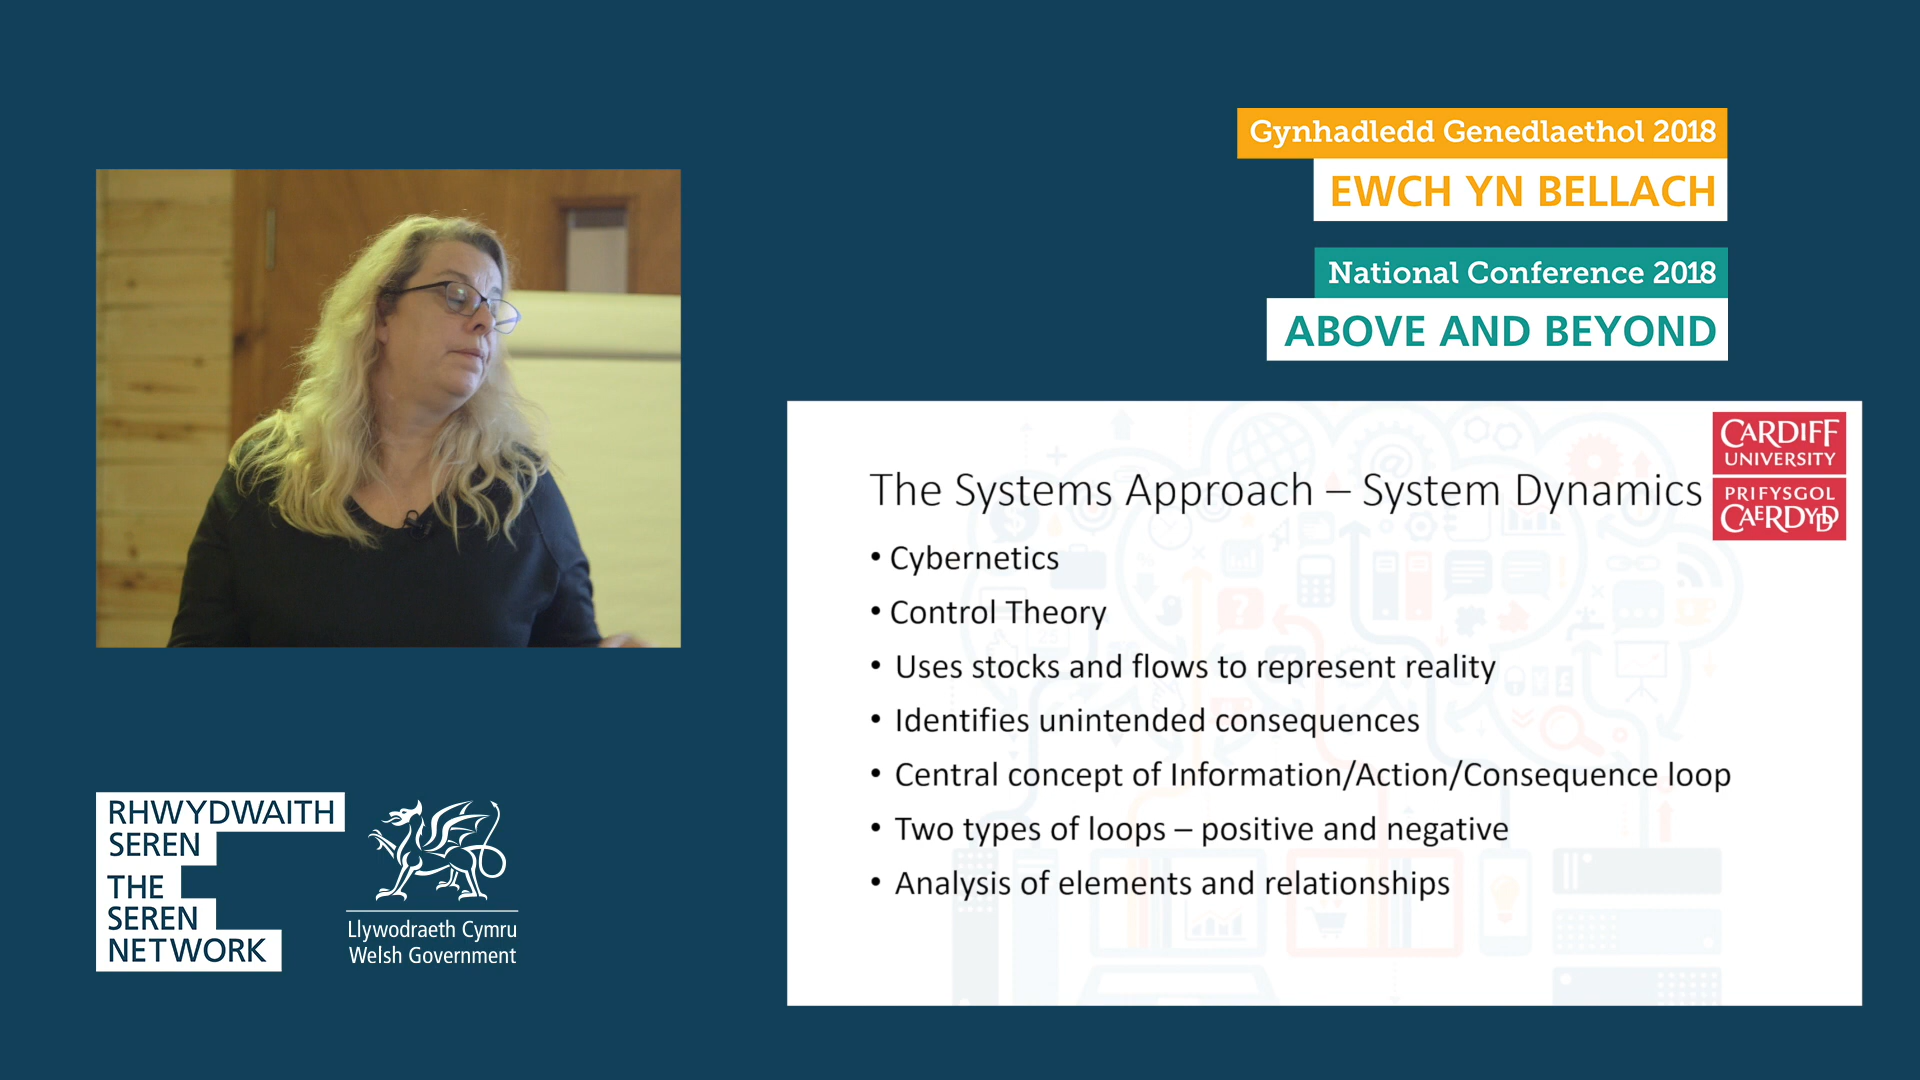 Gynhadledd Genedlaethol 2018
EWCH YN BELLACH
National Conference 2018
ABOVE AND BEYOND
CARDIFF
UNIVERSITY
PRIFYSGOL
CAERDYDD
The Systems Approach – System Dynamics
• Cybernetics
• Control Theory
• Uses stocks and flows to represent reality
• Identifies unintended consequences
• Central concept of Information/Action/Consequence loop
• Two types of loops – positive and negative
• Analysis of elements and relationships
RHWYDWAITH
SEREN
THE
SEREN
NETWORK
Llywodraeth Cymru
Welsh Government